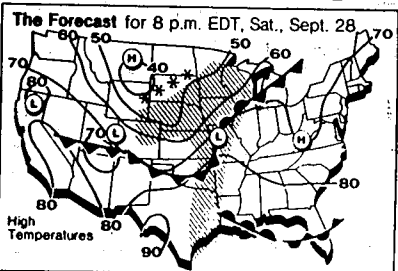 The Forecast for 8 p.m. EDT, Sat., Sept. 28
60 50 50 60 70
H 40
70
80
L
70 L L H
80
80 80
90
High
Temperatures